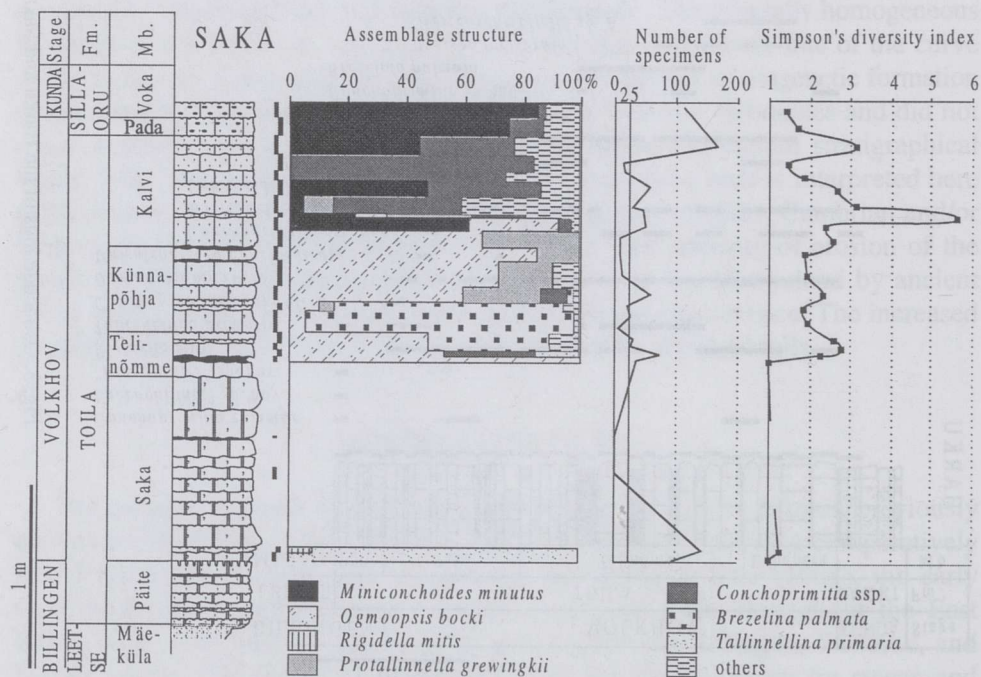 Stage
Fm.
Mb.
SAKA
Assemblage structure
Number of
specimens
Simpson's diversity index
0 20 40 60 80 100%
25 100 200
1 2 3 4 5 6
KUNDA
VOLKHOV
BILLINGEN
SILLA-
ORU
TOILA
LEET-
SE
Voka
Pada
Kalvi
Künna-
põhja
Teli-
nõmme
Saka
Päite
Mäe-
küla
1 m
Miniconchoides minutus
Ogmoopsis bocki
Rigidella mitis
Protallinnella grewingkii
Conchoprimitia ssp.
Brezelina palmata
Tallinnellina primaria
others